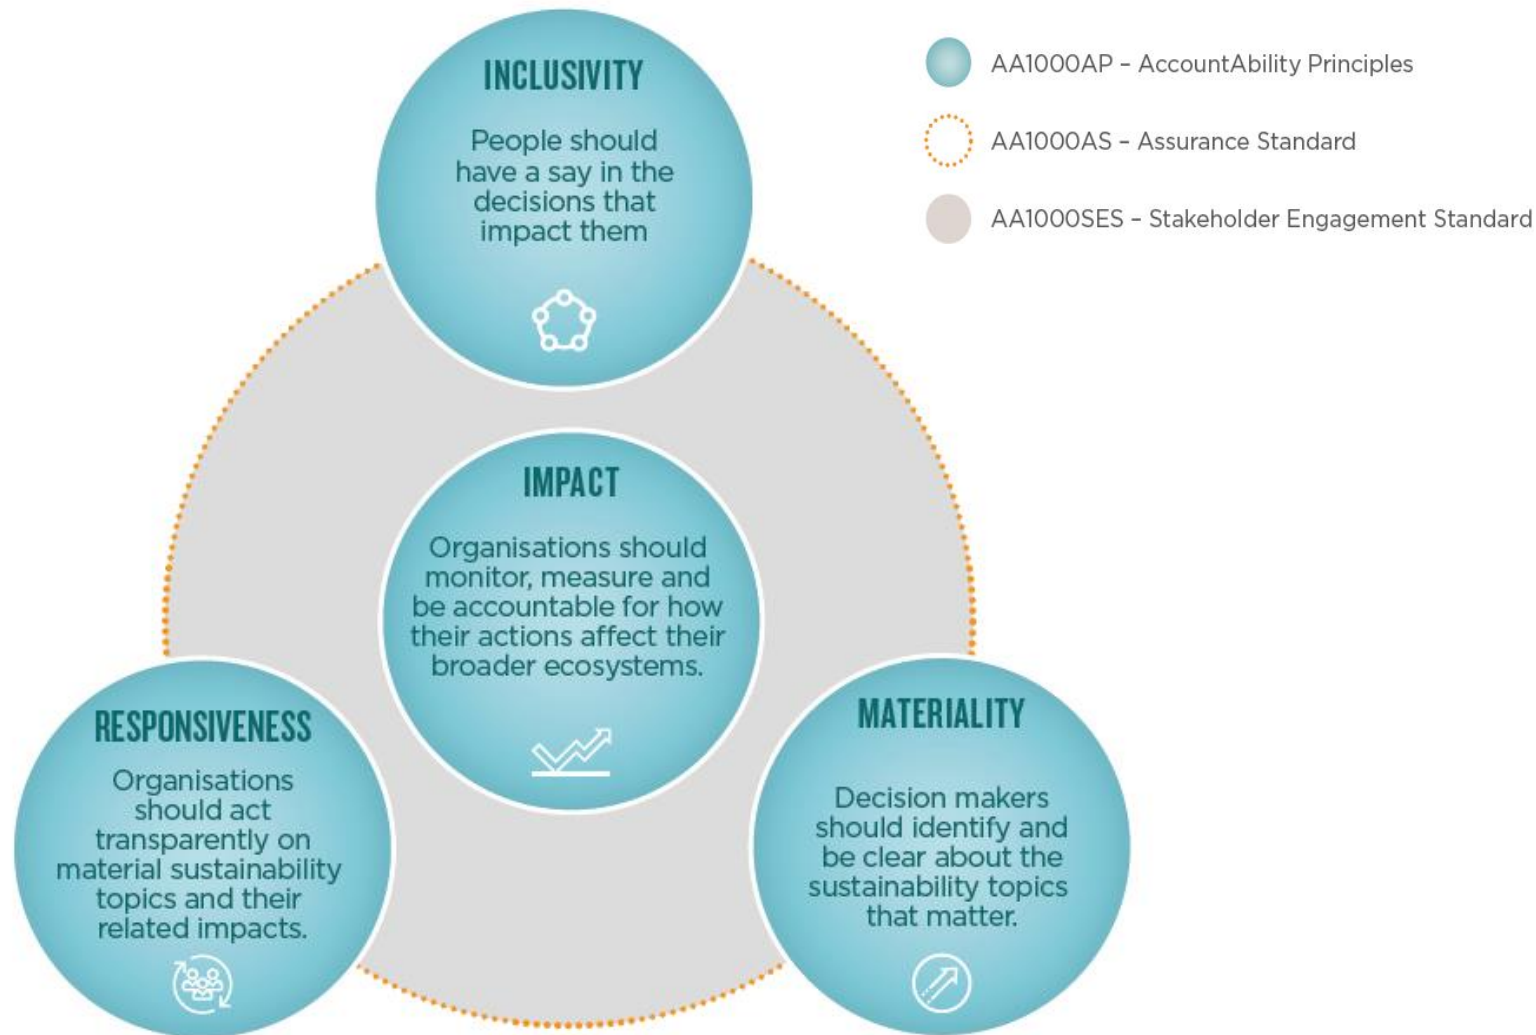 INCLUSIVITY
People should
have a say in the
decisions that
impact them
AA1000AP – AccountAbility Principles
AA1000AS – Assurance Standard
AA1000SES – Stakeholder Engagement Standard
IMPACT
Organisations should
monitor, measure and
be accountable for how
their actions affect their
broader ecosystems.
RESPONSIVENESS
Organisations
should act
transparently on
material sustainability
topics and their
related impacts.
MATERIALITY
Decision makers
should identify and
be clear about the
sustainability topics
that matter.